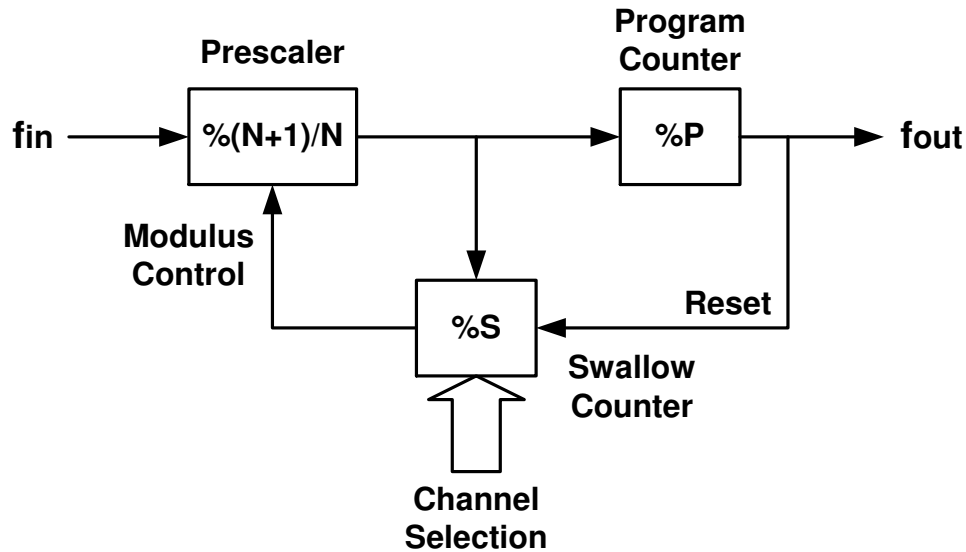 Program
Counter
Prescaler
fin
%(N+1)/N
%P
fout
Modulus
Control
%S
Reset
Swallow
Counter
Channel
Selection